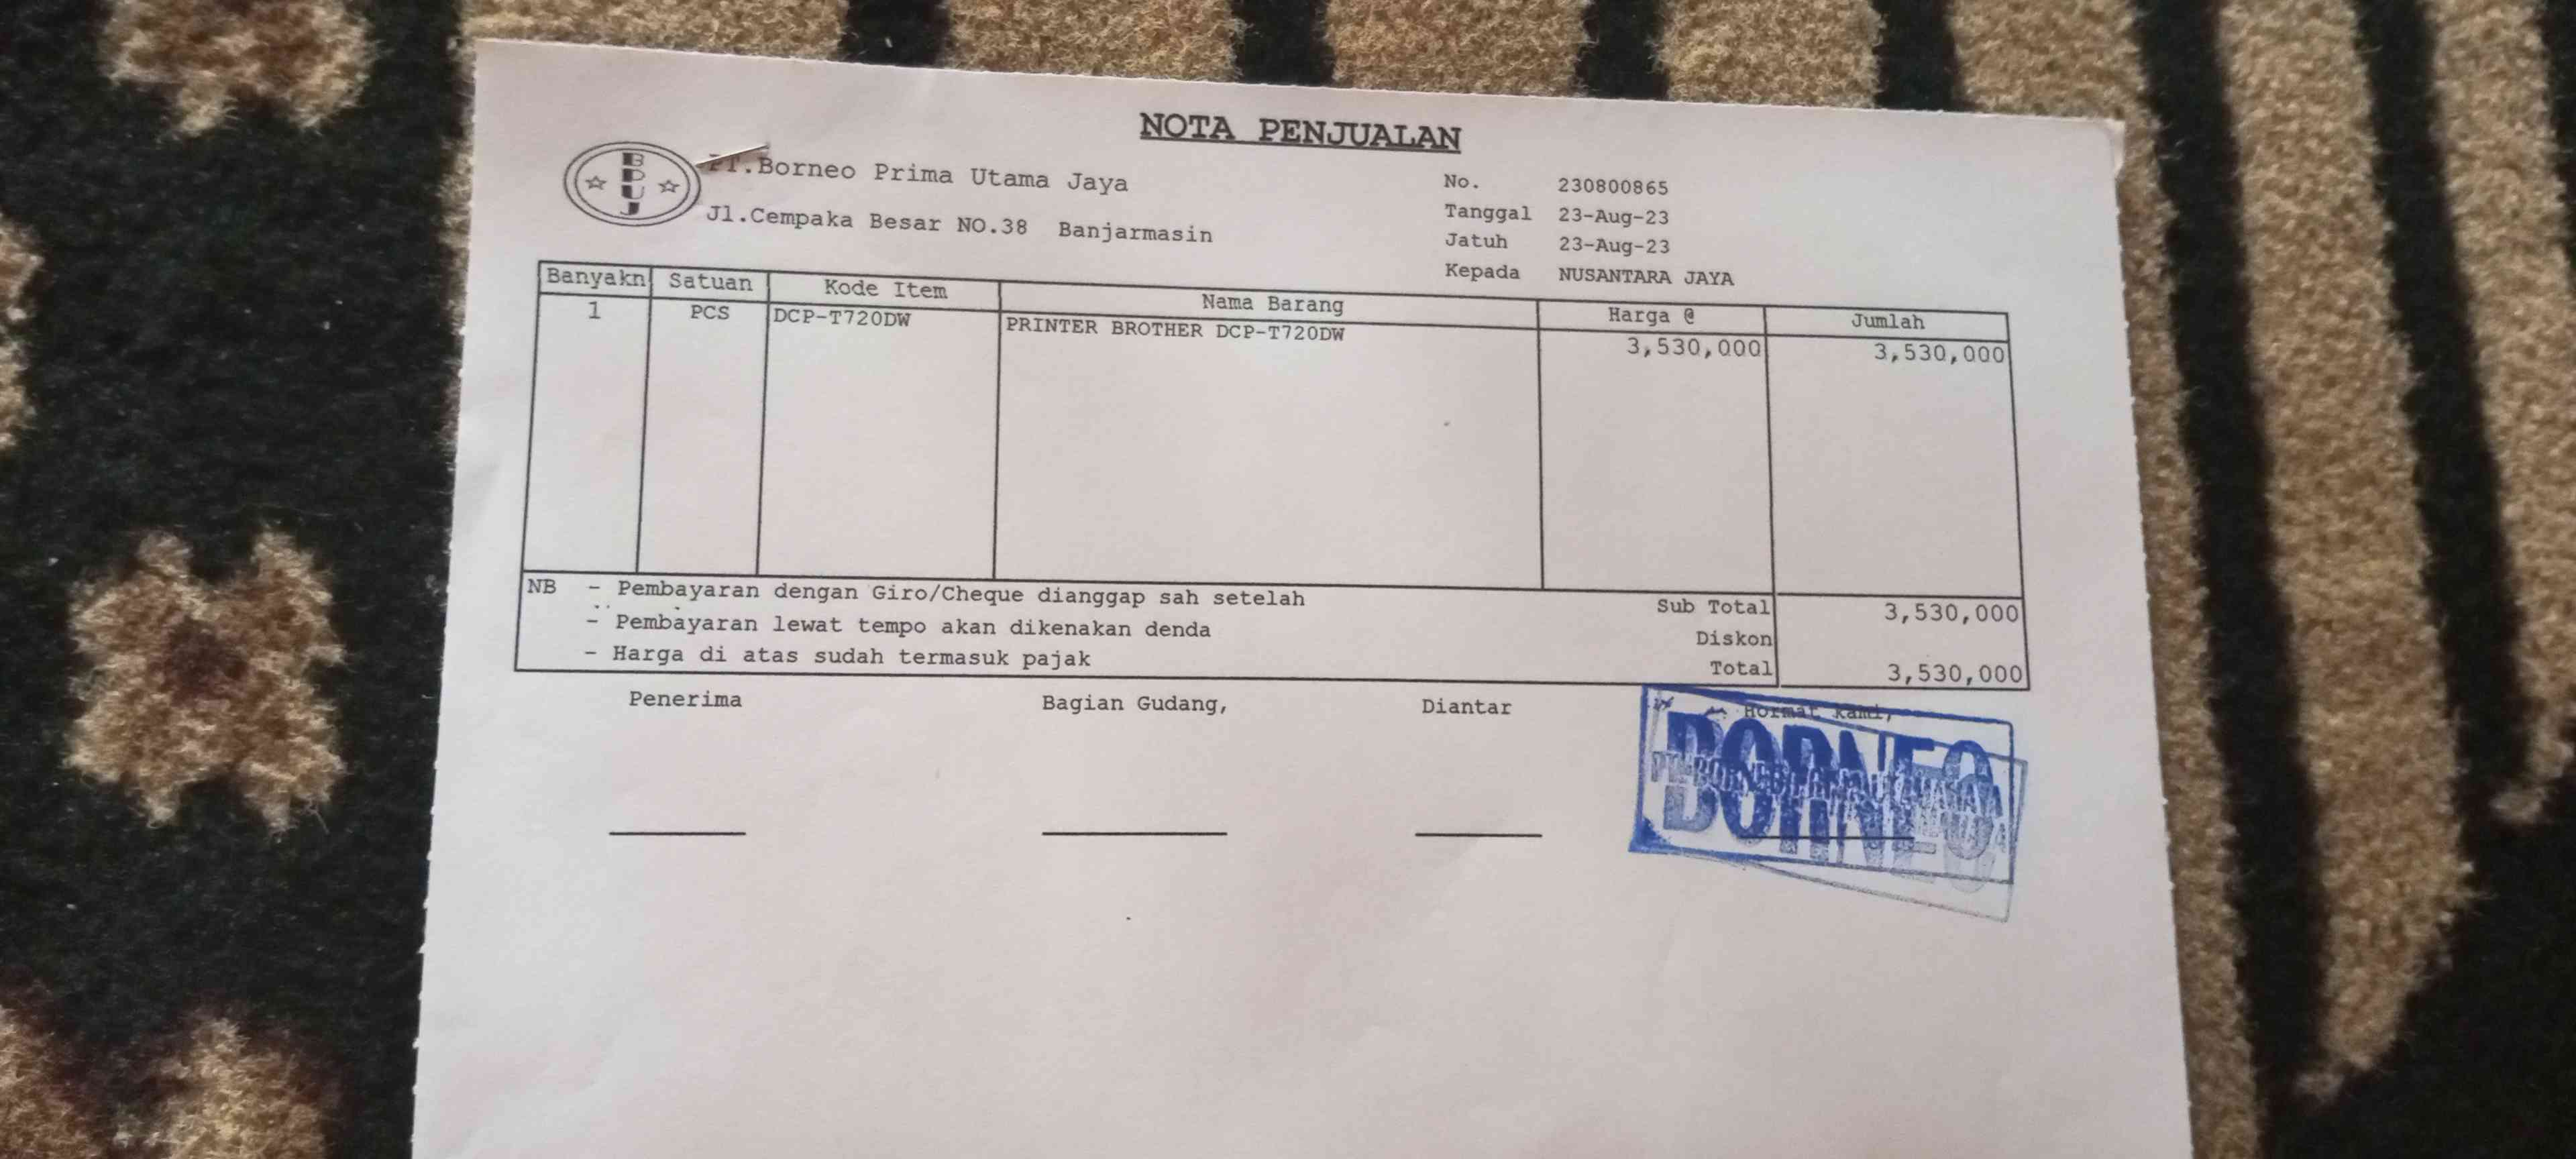 NOTA PENJUALAN
BPUJ
PT.Borneo Prima Utama Jaya
Jl.Cempaka Besar NO.38 Banjarmasin
No. 230800865
Tanggal 23-Aug-23
Jatuh 23-Aug-23
Kepada NUSANTARA JAYA
Banyakn Satuan Kode Item Nama Barang Harga @ Jumlah
1 PCS DCP-T720DW PRINTER BROTHER DCP-T720DW 3,530,000 3,530,000
NB - Pembayaran dengan Giro/Cheque dianggap sah setelah
- Pembayaran lewat tempo akan dikenakan denda
- Harga di atas sudah termasuk pajak
Sub Total 3,530,000
Diskon
Total 3,530,000
Penerima Bagian Gudang, Diantar Hormat Kami,
BORNEO